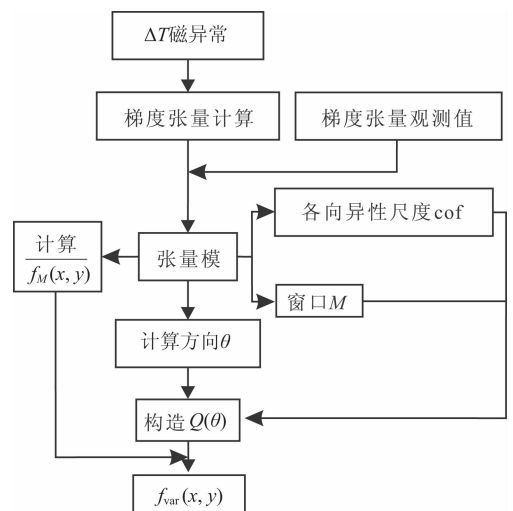 ΔT磁异常
梯度张量计算
梯度张量观测值
各向异性尺度cof
计算
f_M(x, y)
张量模
窗口M
计算方向θ
构造Q(θ)
f_var(x, y)